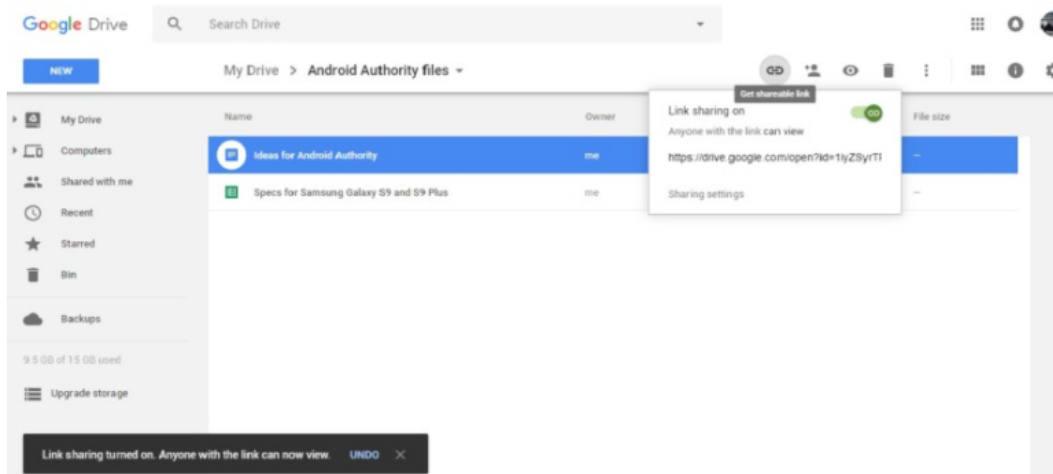 Google Drive
Search Drive
NEW
My Drive > Android Authority files
Get shareable link
My Drive
Computers
Shared with me
Recent
Starred
Bin
Backups
9.5 GB of 15 GB used
Upgrade storage
Name Owner File size
Ideas for Android Authority me –
Specs for Samsung Galaxy S9 and S9 Plus me –
Link sharing on
Anyone with the link can view
https://drive.google.com/open?id=
Sharing settings
Link sharing turned on. Anyone with the link can now view. UNDO